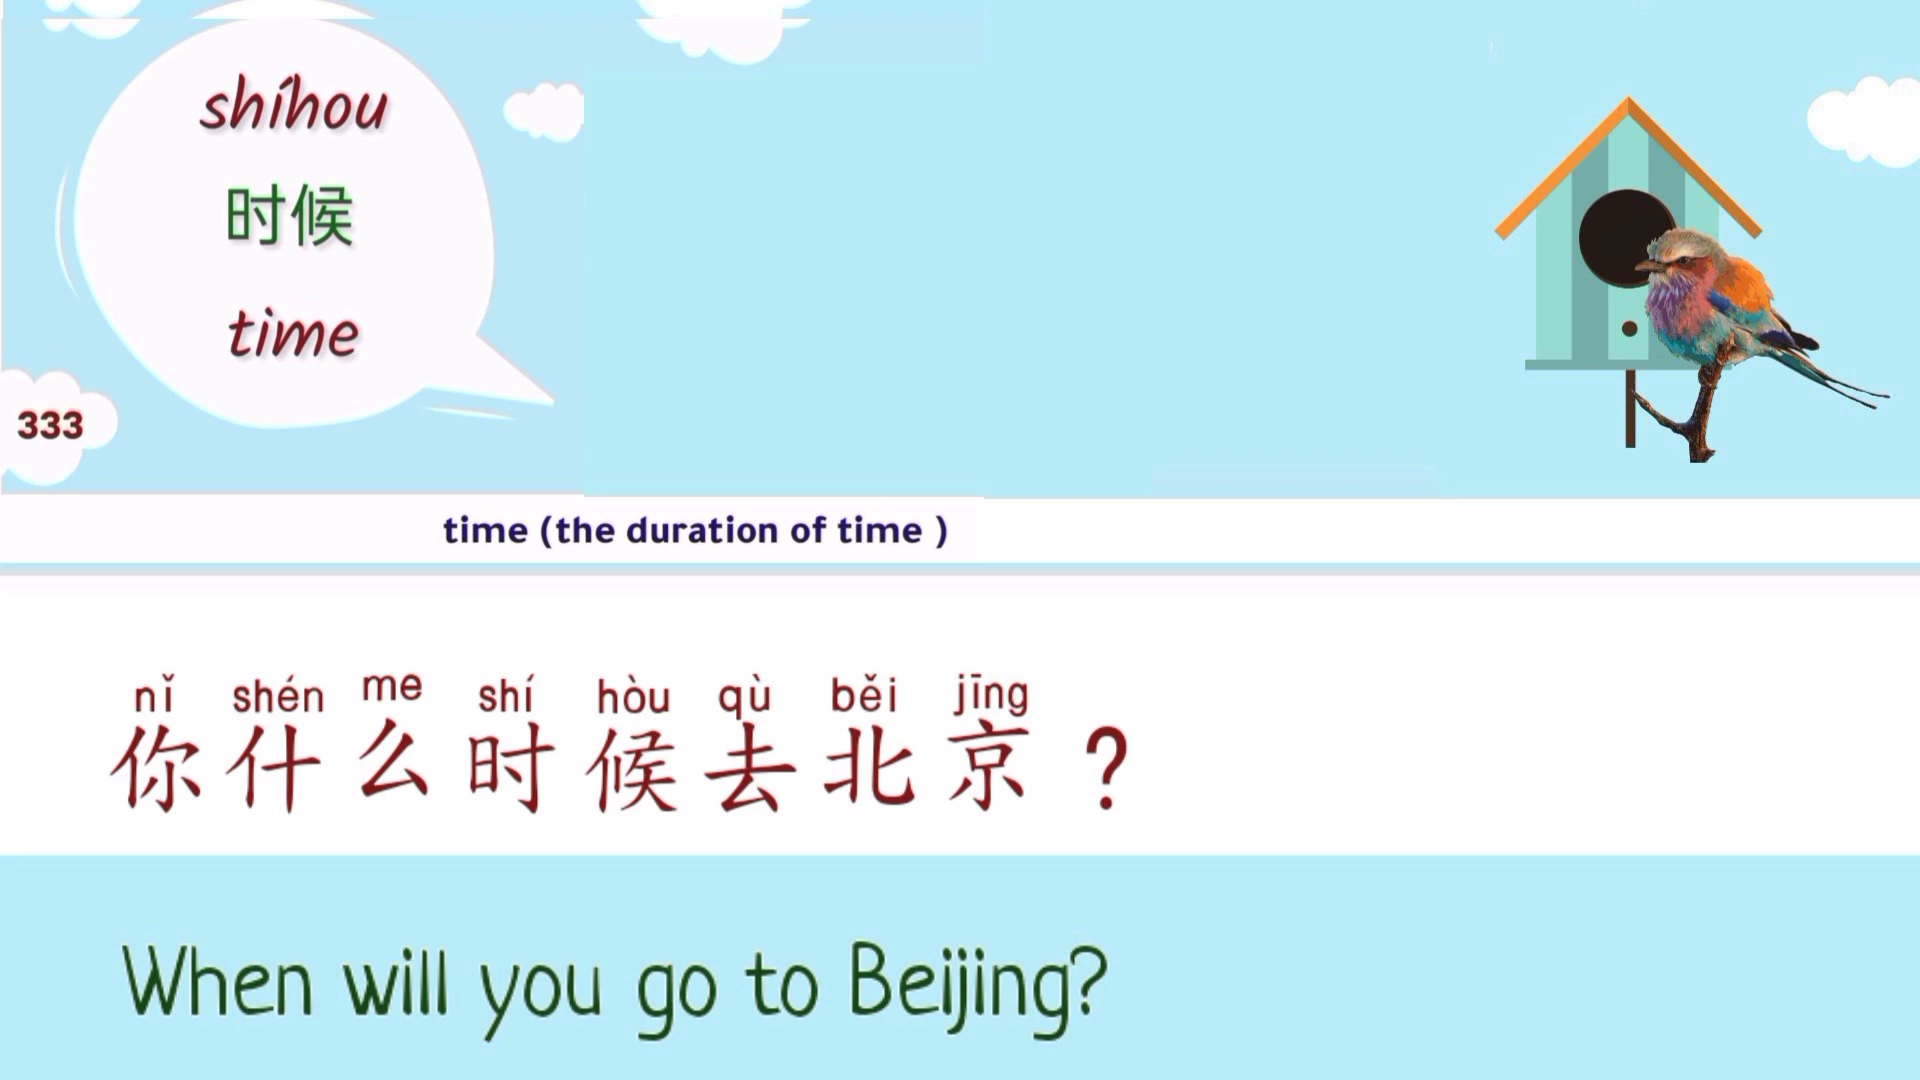 shíhou
时候
time
333
time (the duration of time )
nǐ shén me shí hòu qù běi jīng
你什么时候去北京？
When will you go to Beijing?